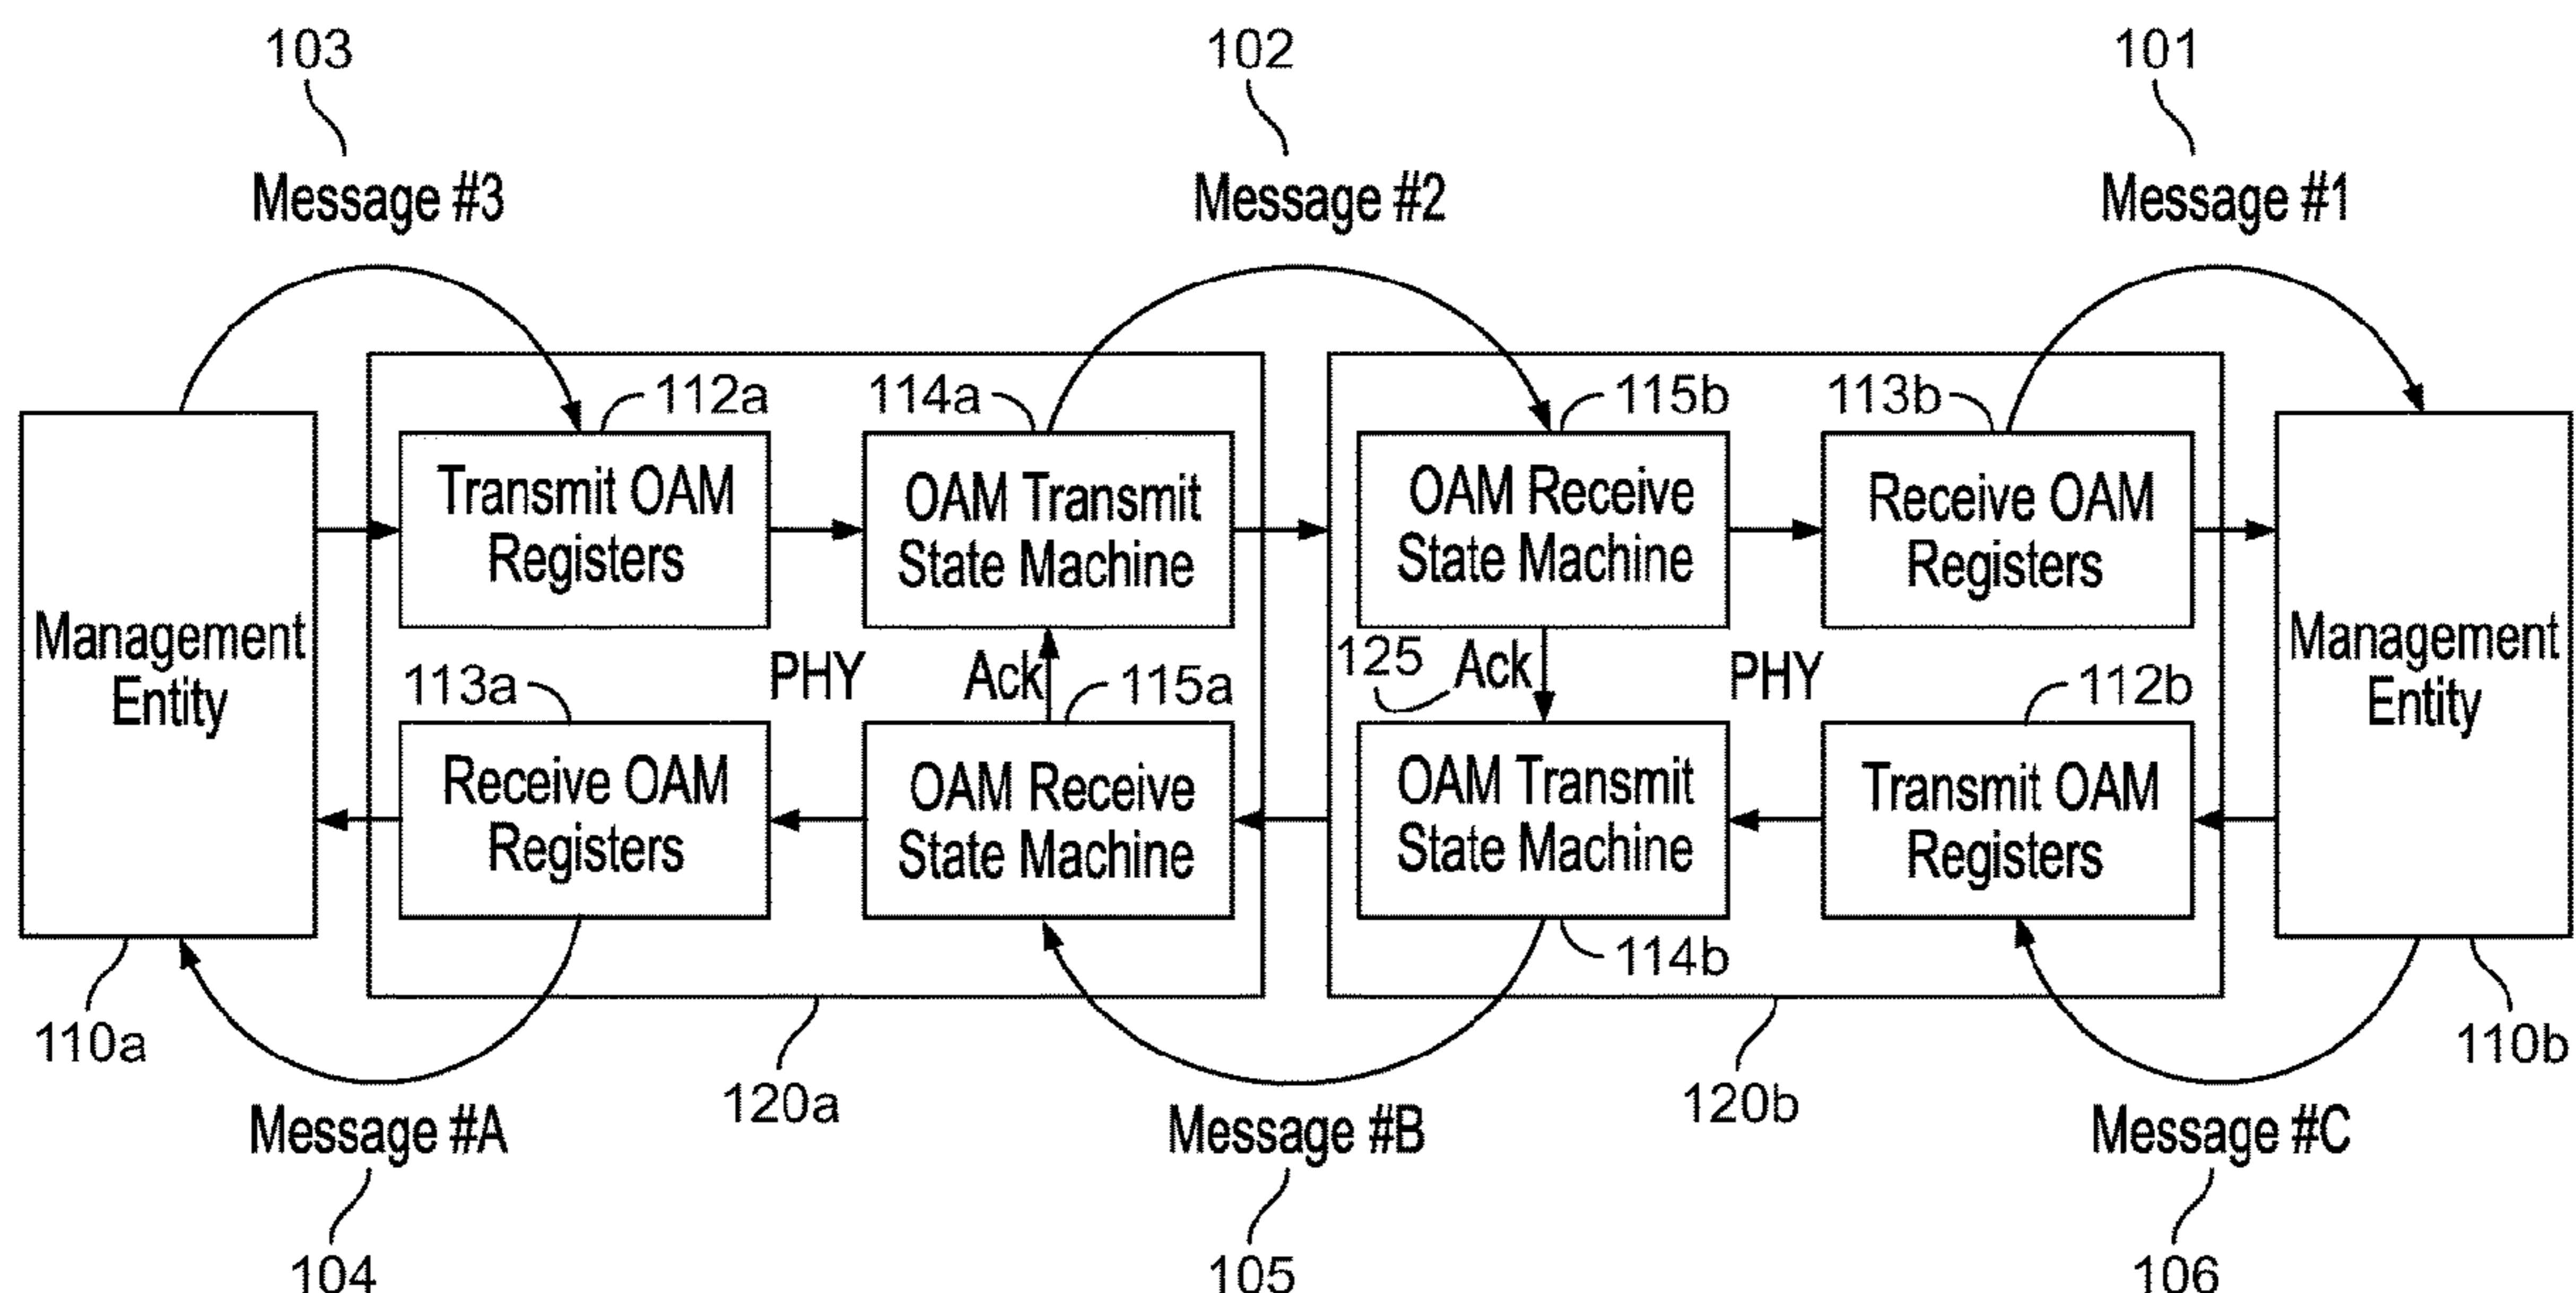 103
102
101
Message #3
Message #2
Message #1
112a
114a
115b
113b
Transmit OAM
Registers
OAM Transmit
State Machine
OAM Receive
State Machine
Receive OAM
Registers
Management
Entity
Management
Entity
113a
PHY
Ack
115a
125
Ack
PHY
112b
Receive OAM
Registers
OAM Receive
State Machine
OAM Transmit
State Machine
Transmit OAM
Registers
114b
110a
120a
120b
110b
Message #A
Message #B
Message #C
104
105
106